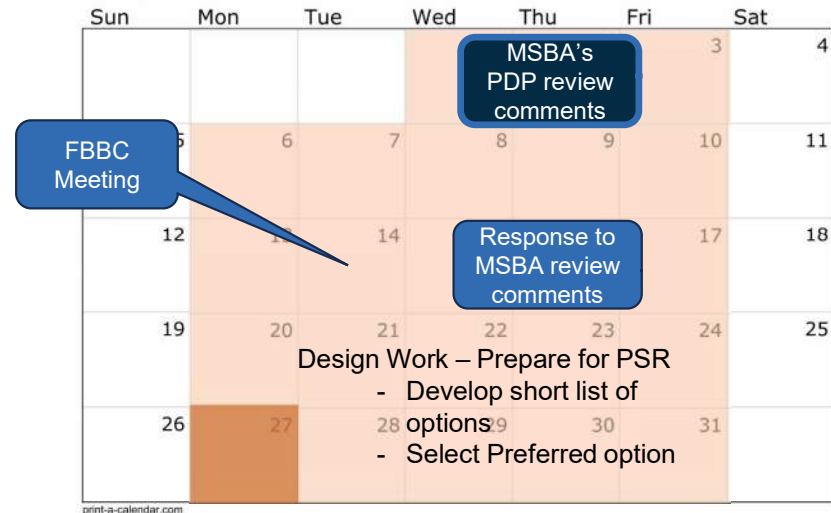 Sun Mon Tue Wed Thu Fri Sat
MSBA's
PDP review
comments
3 4
FBBC
Meeting
5 6 7 8 9 10 11
12 13 14 17 18
Response to
MSBA review
comments
19 20 21 22 23 24 25
Design Work – Prepare for PSR
- Develop short list of
options
- Select Preferred option
26 27 28 29 30 31
print-a-calendar.com